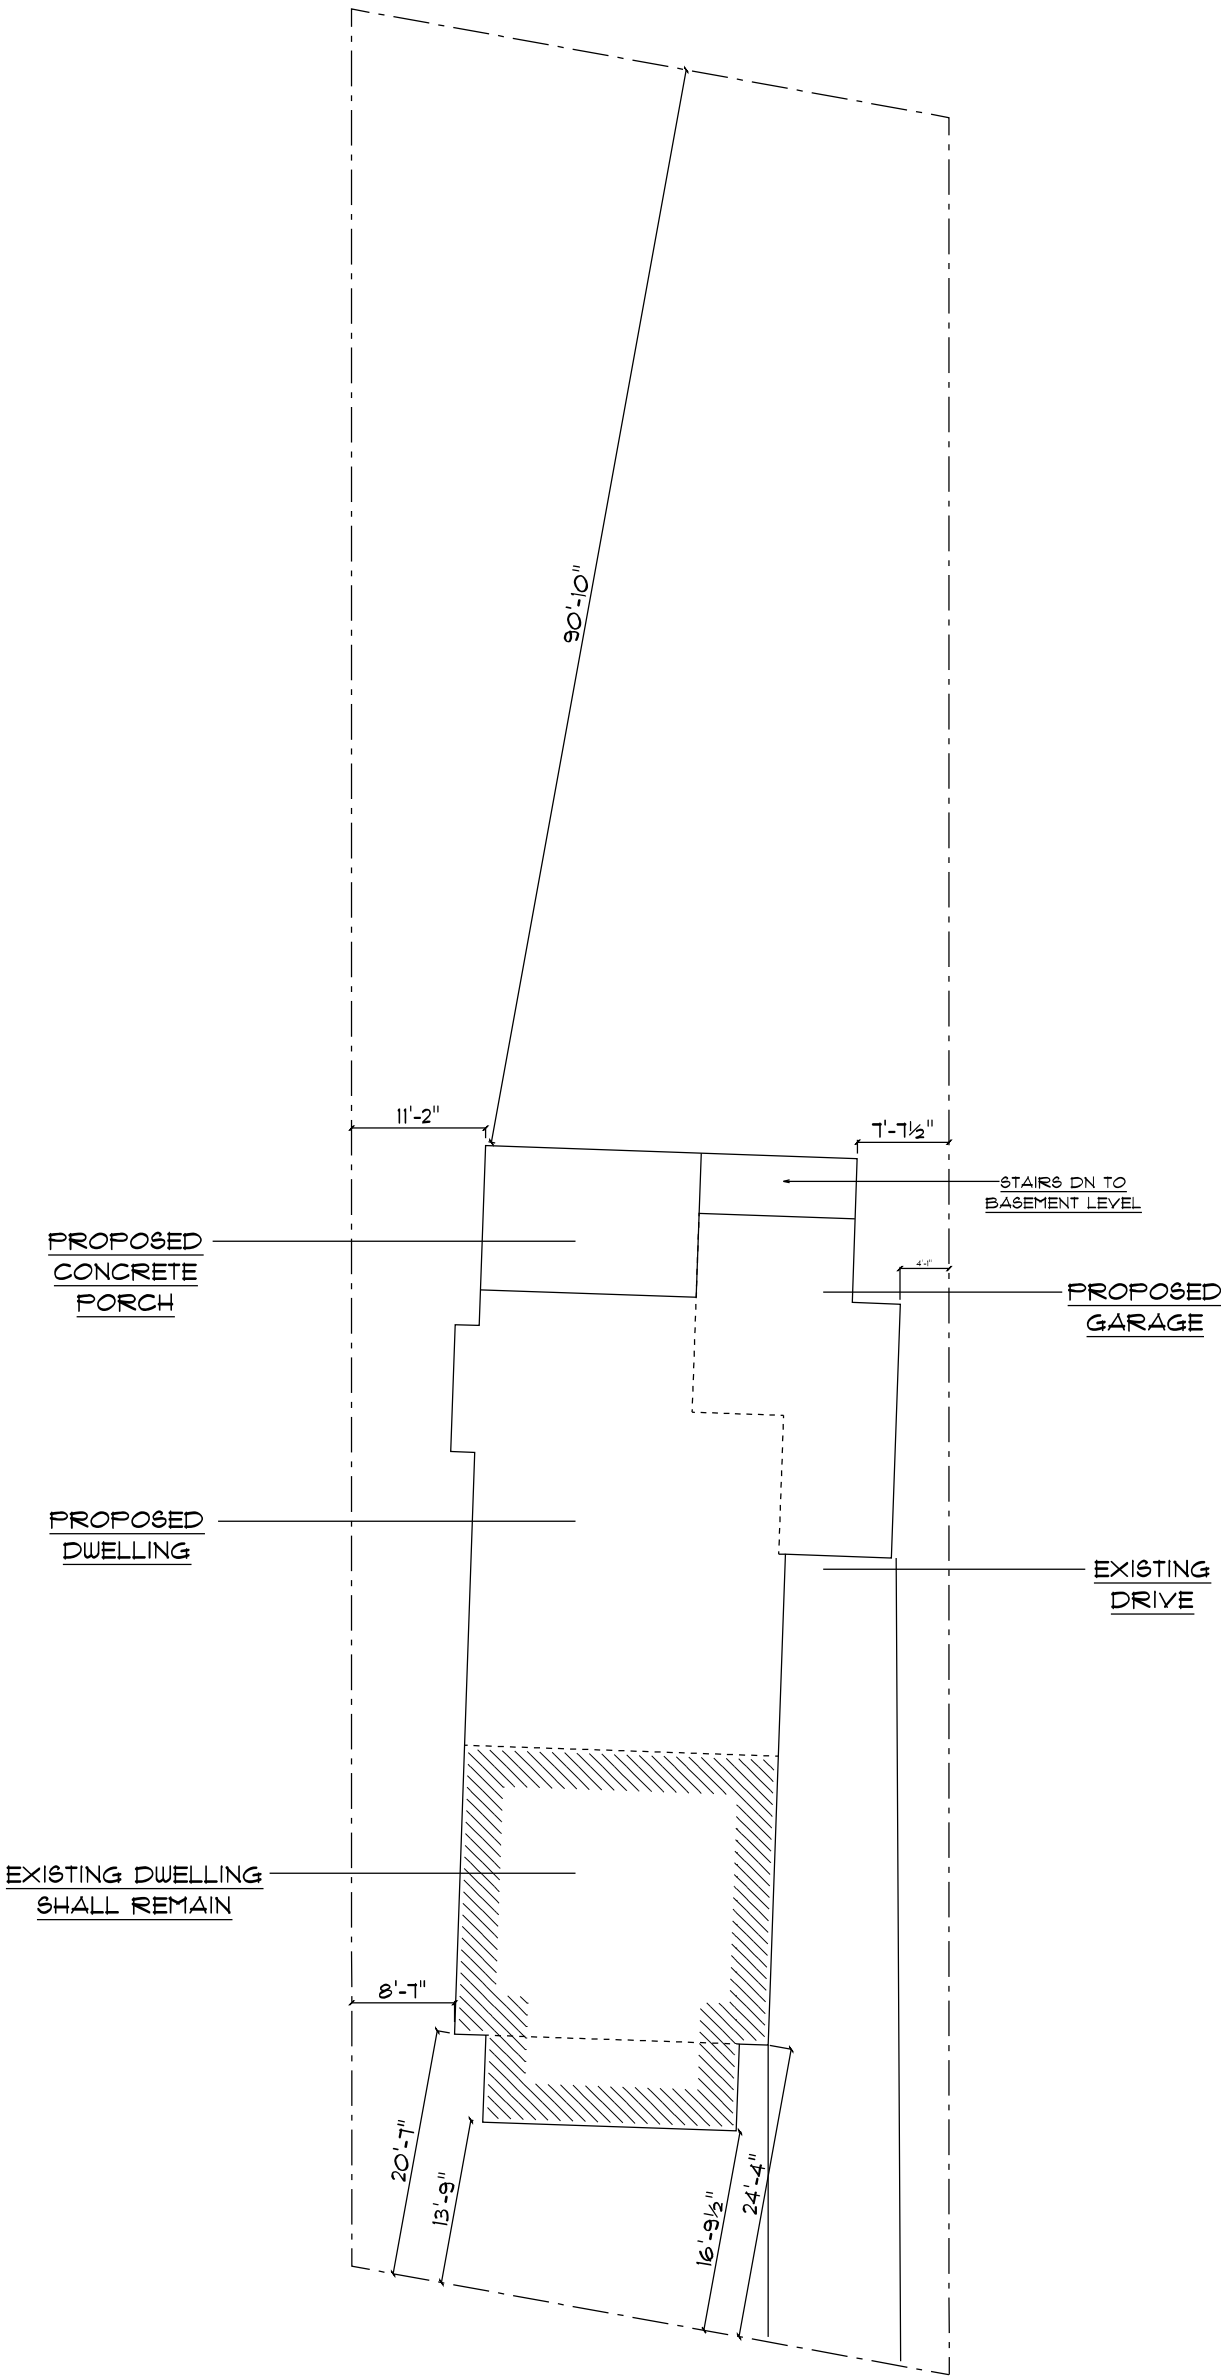 90'-10"
11'-2"
7'-7½"
STAIRS DN TO
BASEMENT LEVEL
PROPOSED
CONCRETE
PORCH
4'-1"
PROPOSED
GARAGE
PROPOSED
DWELLING
EXISTING
DRIVE
EXISTING DWELLING
SHALL REMAIN
8'-7"
20'-7"
13'-9"
16'-9½"
24'-4"